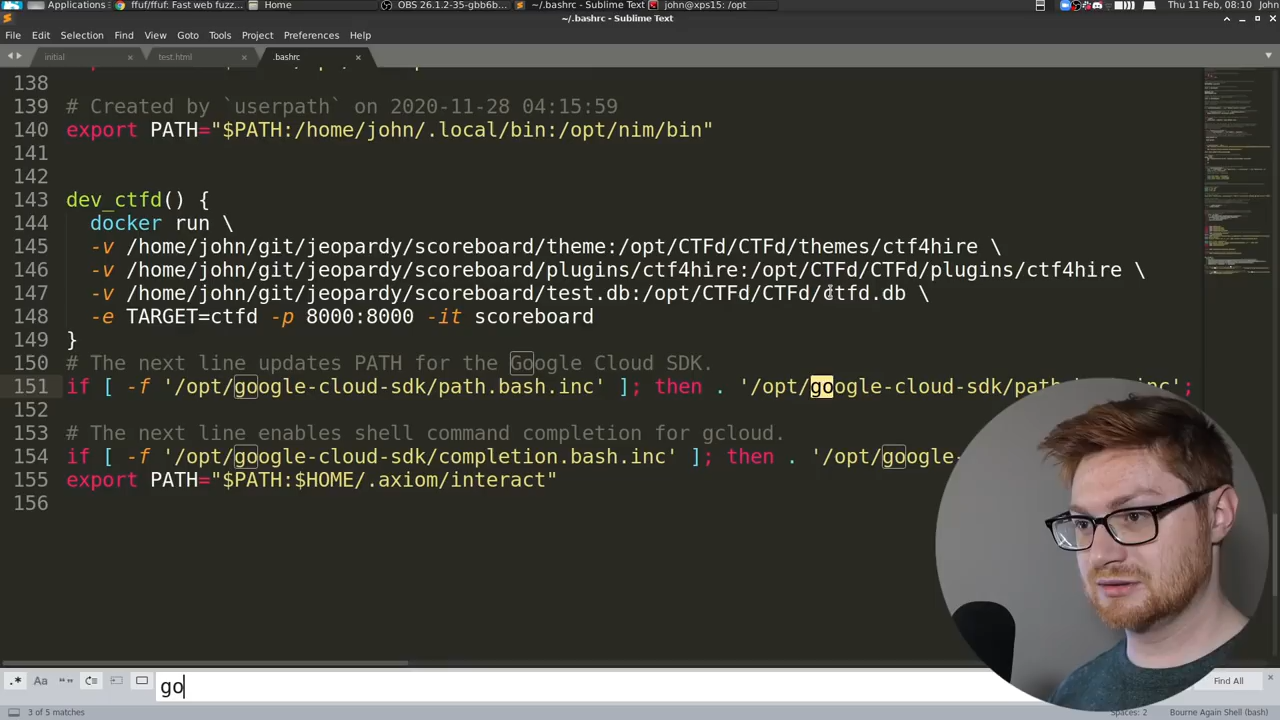 Applications
ffuf/ffuf: Fast web fuzz...
Home
OBS 26.1.2-35-gbb6b...
~/.bashrc - Sublime Text
john@xps15: /opt
Thu 11 Feb, 08:10
John
~/.bashrc - Sublime Text
File Edit Selection Find View Goto Tools Project Preferences Help
initial ×
test.html ×
.bashrc ×
138
139 # Created by `userpath` on 2020-11-28 04:15:59
140 export PATH="$PATH:/home/john/.local/bin:/opt/nim/bin"
141
142
143 dev_ctfd() {
144 docker run \
145 -v /home/john/git/jeopardy/scoreboard/theme:/opt/CTFd/CTFd/themes/ctf4hire \
146 -v /home/john/git/jeopardy/scoreboard/plugins/ctf4hire:/opt/CTFd/CTFd/plugins/ctf4hire \
147 -v /home/john/git/jeopardy/scoreboard/test.db:/opt/CTFd/CTFd/ctfd.db \
148 -e TARGET=ctfd -p 8000:8000 -it scoreboard
149 }
150 # The next line updates PATH for the Google Cloud SDK.
151 if [ -f '/opt/google-cloud-sdk/path.bash.inc' ]; then . '/opt/google-cloud-sdk/path.bash.inc';
152
153 # The next line enables shell command completion for gcloud.
154 if [ -f '/opt/google-cloud-sdk/completion.bash.inc' ]; then . '/opt/google-
155 export PATH="$PATH:$HOME/.axiom/interact"
156
.* Aa “” go Find All ×
3 of 5 matches
Spaces: 2
Bourne Again Shell (bash)